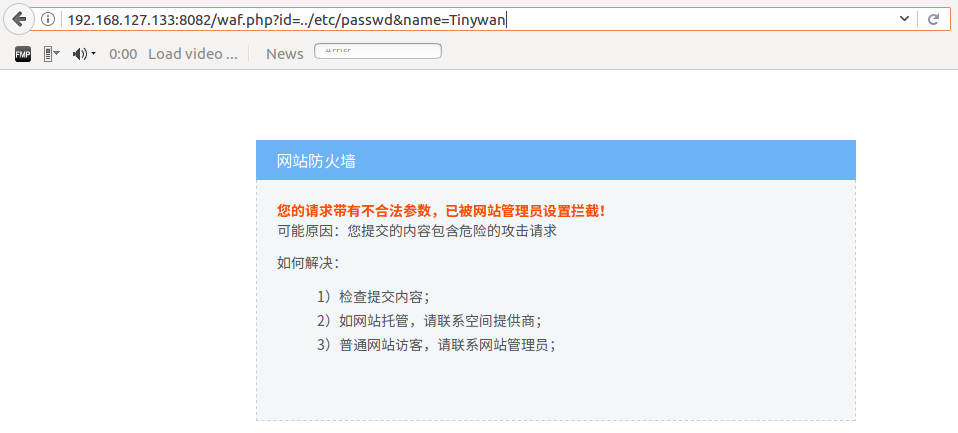 192.168.127.133:8082/waf.php?id=../etc/passwd&name=Tinywan
FMP 0:00 Load video ... News
网站防火墙
您的请求带有不合法参数，已被网站管理员设置拦截！
可能原因：您提交的内容包含危险的攻击请求
如何解决：
1）检查提交内容；
2）如网站托管，请联系空间提供商；
3）普通网站访客，请联系网站管理员；